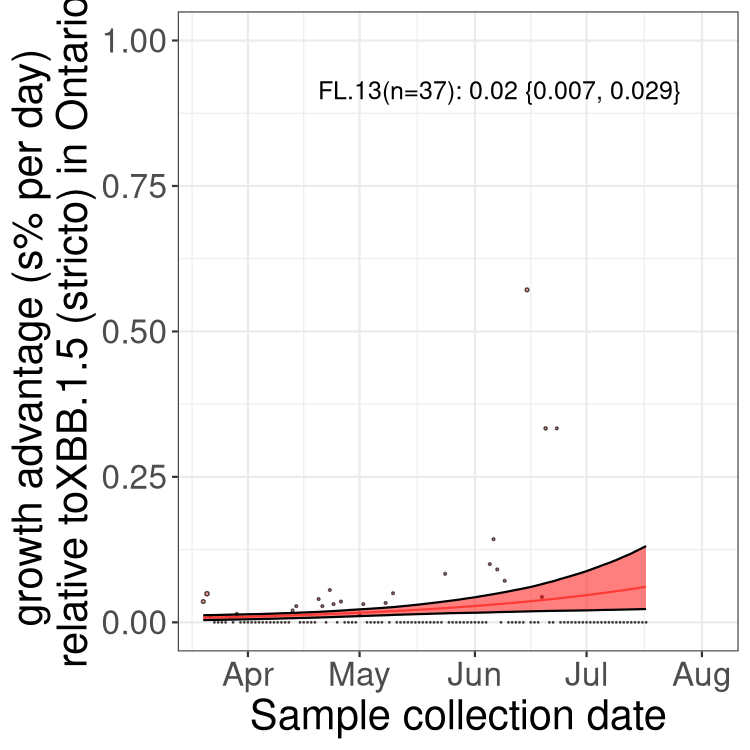 growth advantage (s% per day)
relative toXBB.1.5 (stricto) in Ontario
1.00
0.75
0.50
0.25
0.00
FL.13(n=37): 0.02 {0.007, 0.029}
Apr
May
Jun
Jul
Aug
Sample collection date